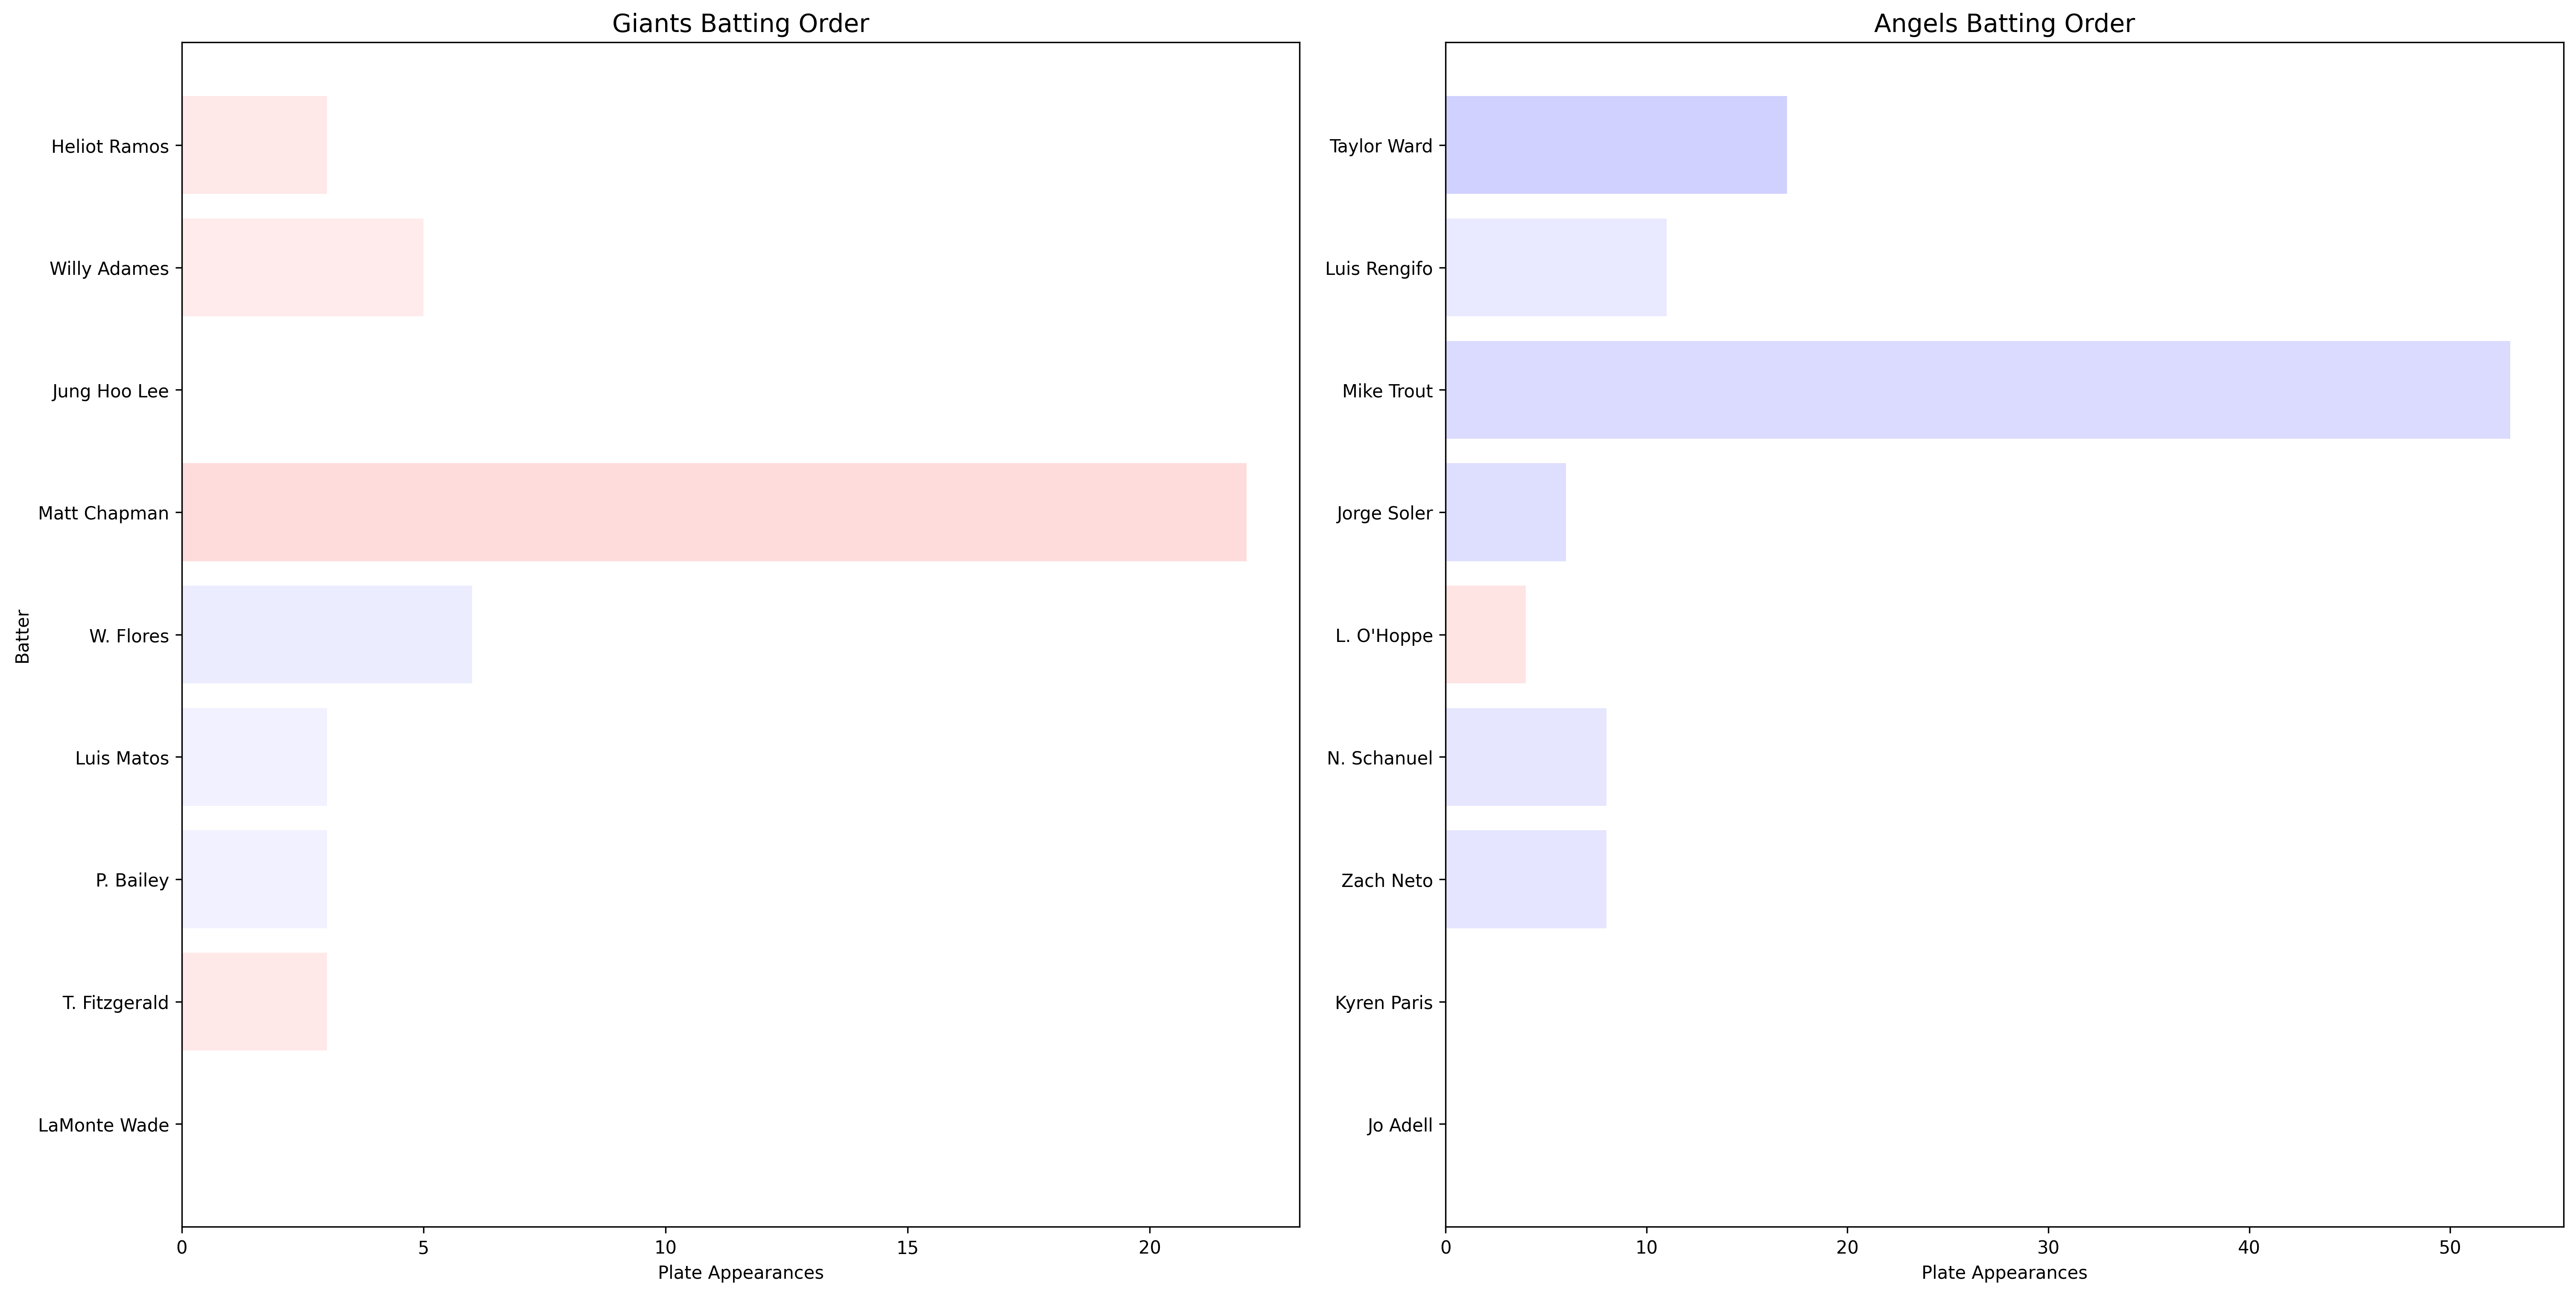 Giants Batting Order
Batter
Heliot Ramos
Willy Adames
Jung Hoo Lee
Matt Chapman
W. Flores
Luis Matos
P. Bailey
T. Fitzgerald
LaMonte Wade
0 5 10 15 20
Plate Appearances
Angels Batting Order
Taylor Ward
Luis Rengifo
Mike Trout
Jorge Soler
L. O'Hoppe
N. Schanuel
Zach Neto
Kyren Paris
Jo Adell
0 10 20 30 40 50
Plate Appearances